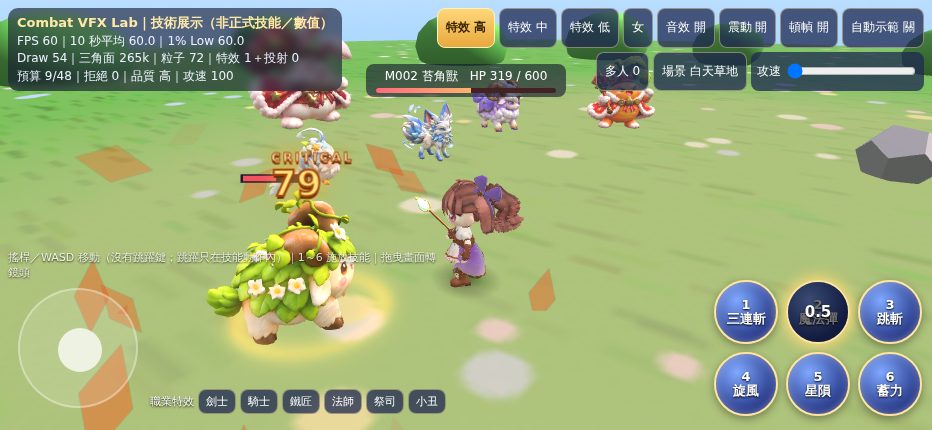 Combat VFX Lab｜技術展示（非正式技能／數值）
FPS 60｜10 秒平均 60.0｜1% Low 60.0
Draw 54｜三角面 265k｜粒子 72｜特效 1＋投射 0
預算 9/48｜拒絕 0｜品質 高｜攻速 100
特效 高
特效 中
特效 低
女
音效 開
震動 開
頓幀 開
自動示範 關
多人 0
場景 白天草地
攻速
M002 苔角獸 HP 319 / 600
CRITICAL
79
搖桿／WASD 移動（沒有跳躍鍵；跳躍只在技能動作內）｜1～6 施放技能｜拖曳畫面轉
鏡頭
1
三連斬
2
魔法彈
0.5
3
跳斬
4
旋風
5
星隕
6
蓄力
職業特效
劍士
騎士
鐵匠
法師
祭司
小丑